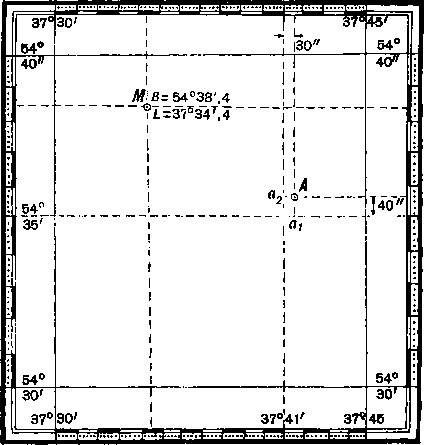 37° 30′ 37° 45′
54° 54°
40″ 40″
30″
M B = 54° 38′,4
L = 37° 34′,4
a₂ A
40″
54°
35′
a₁
54° 54°
30′ 30′
37° 90′ 37° 41′ 37° 45